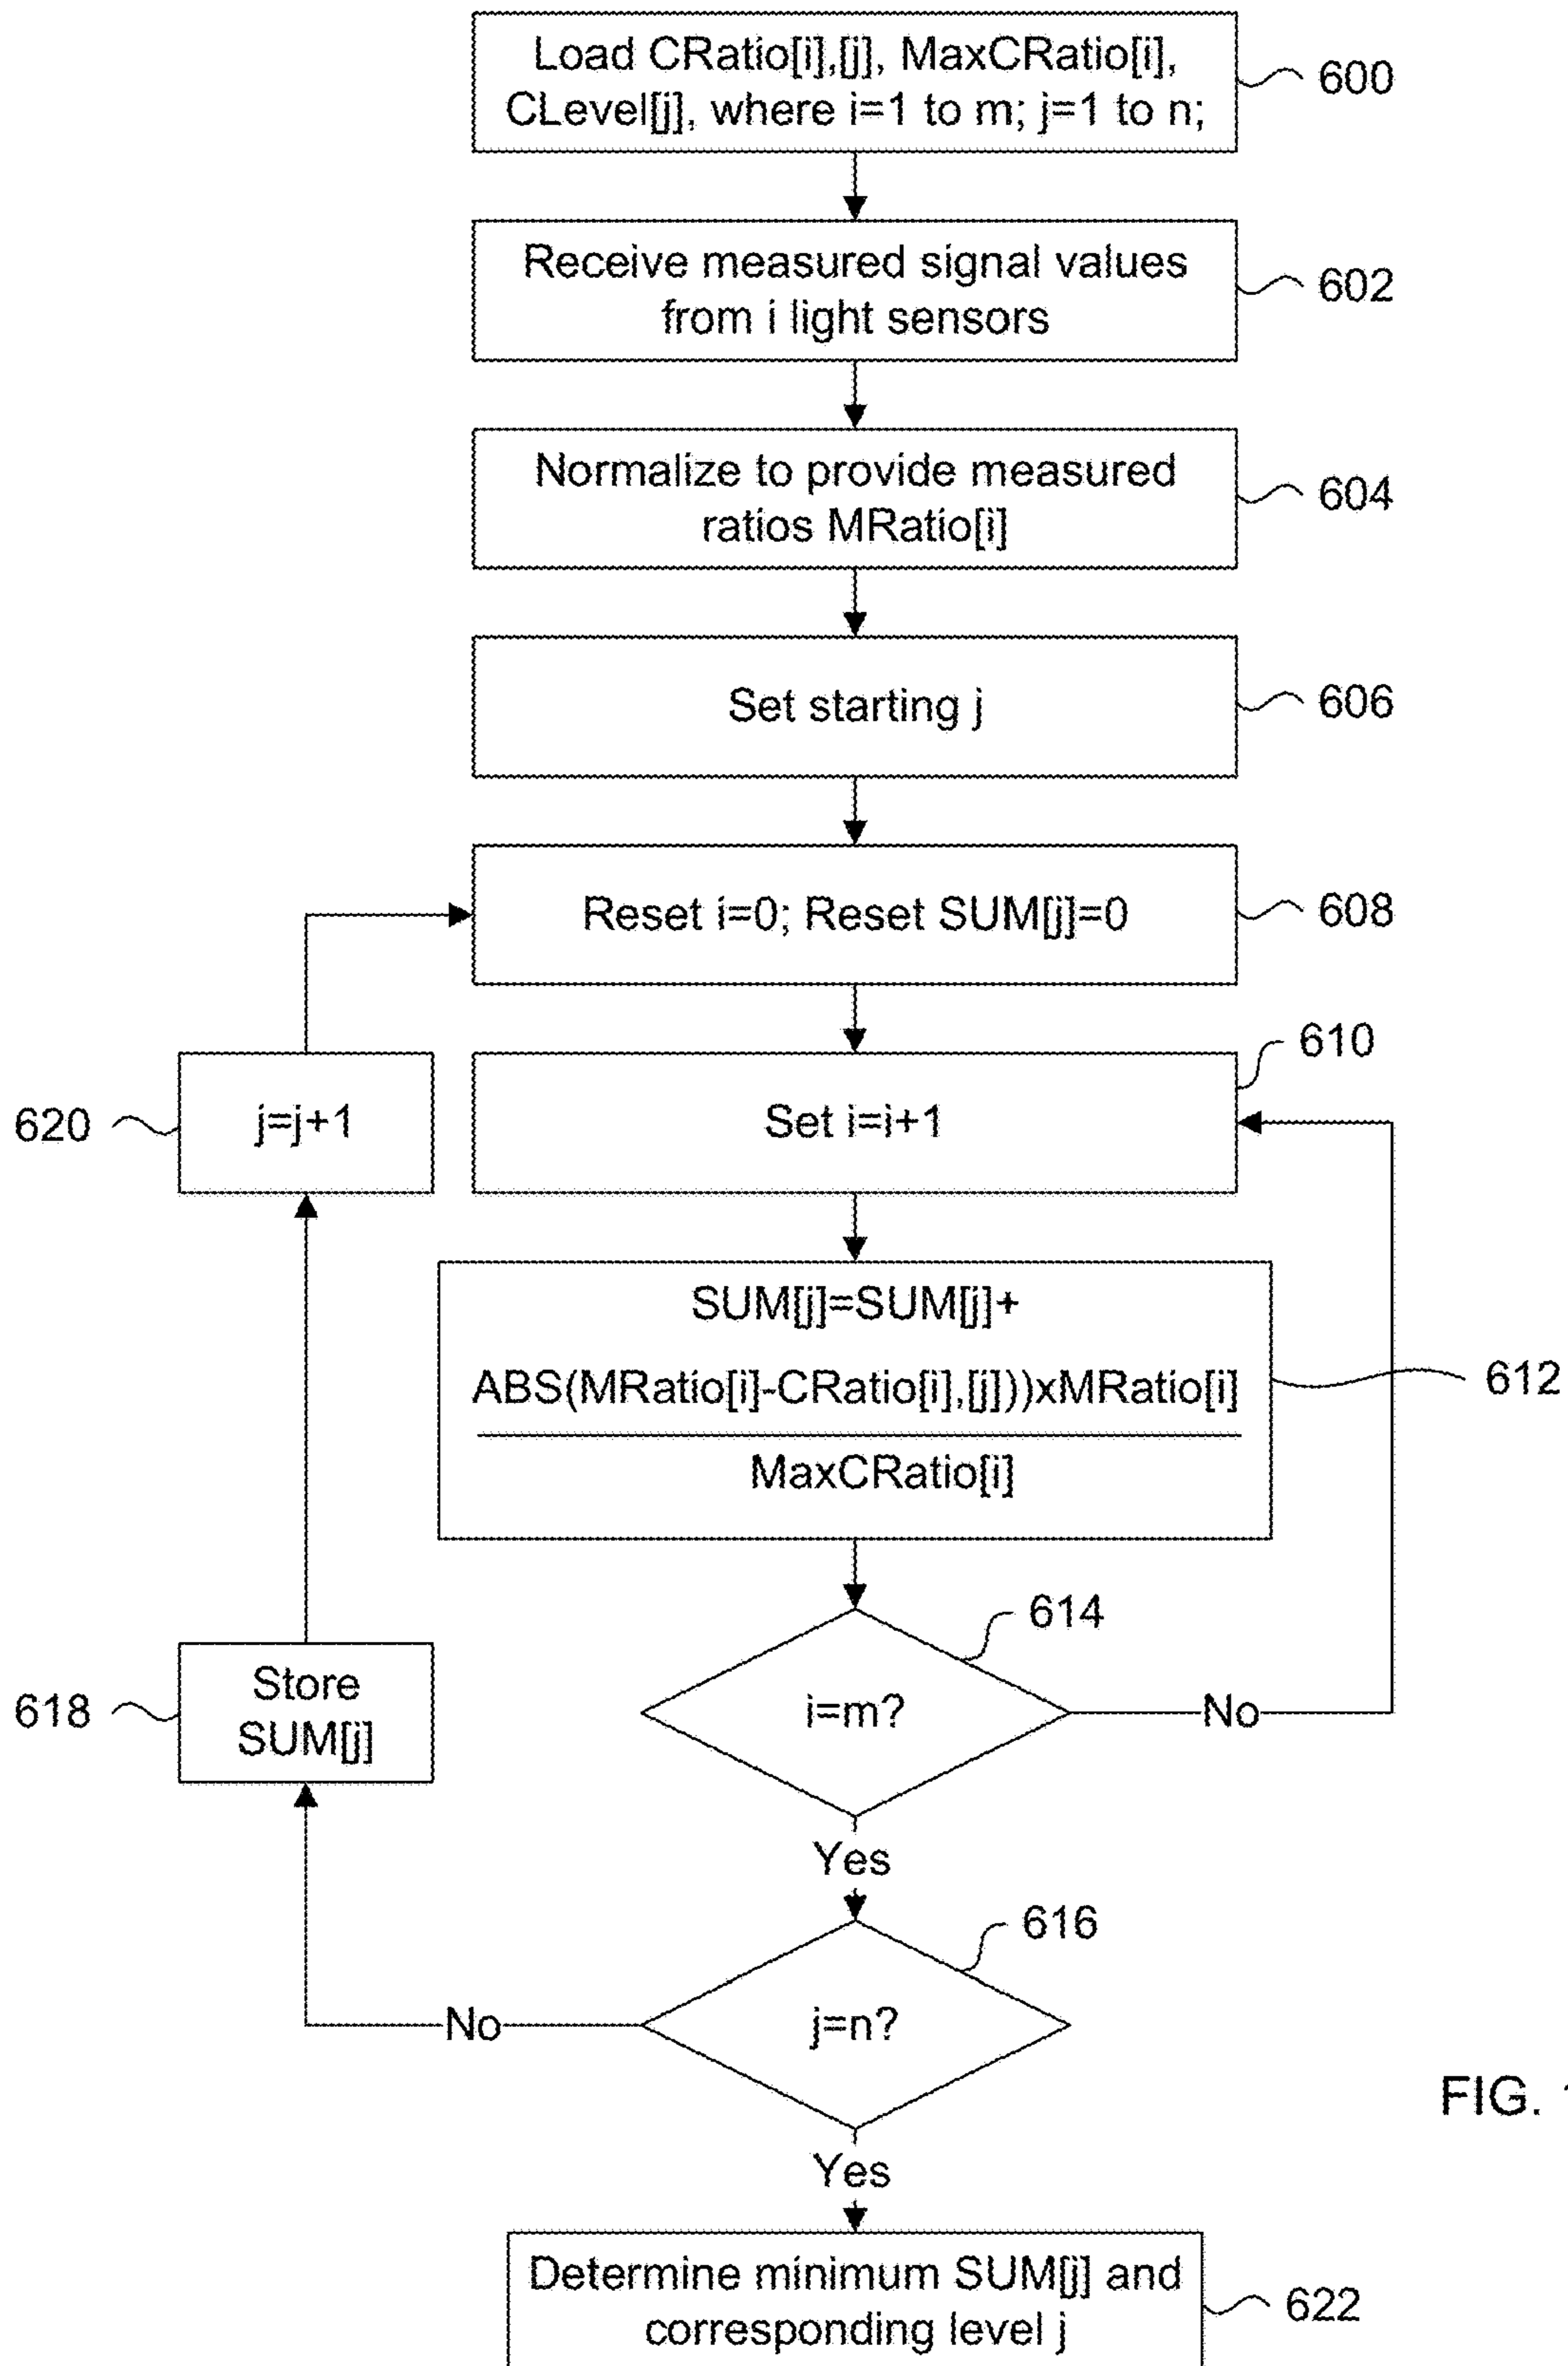 Load CRatio[i],[j], MaxCRatio[i],
CLevel[j], where i=1 to m; j=1 to n;
600
Receive measured signal values
from i light sensors
602
Normalize to provide measured
ratios MRatio[i]
604
Set starting j
606
Reset i=0; Reset SUM[j]=0
608
610
Set i=i+1
620
j=j+1
SUM[j]=SUM[j]+
ABS(MRatio[i]-CRatio[i],[j]))xMRatio[i]
MaxCRatio[i]
612
614
i=m?
No
618
Store
SUM[j]
Yes
616
j=n?
No
FIG.
Yes
Determine minimum SUM[j] and
corresponding level j
622